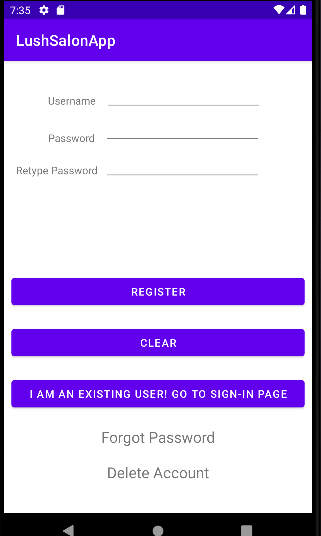 7:35
LushSalonApp
Username
Password
Retype Password
REGISTER
CLEAR
I AM AN EXISTING USER! GO TO SIGN-IN PAGE
Forgot Password
Delete Account